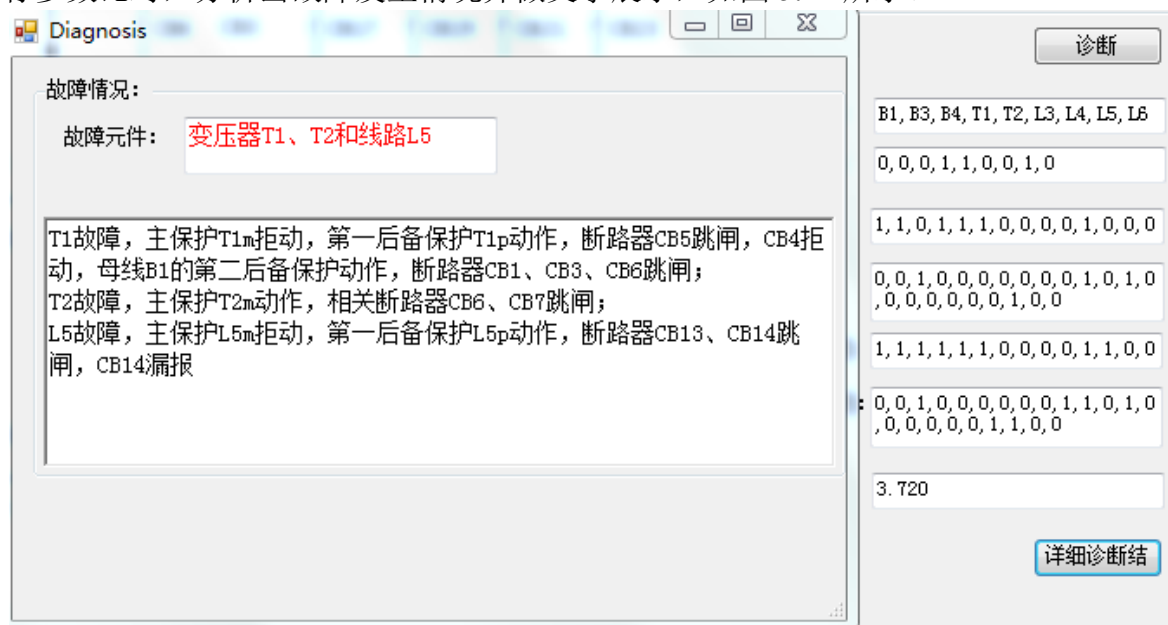 Diagnosis
诊断
故障情况:
故障元件:
变压器T1、T2和线路L5
B1, B3, B4, T1, T2, L3, L4, L5, L6
0, 0, 0, 1, 1, 0, 0, 1, 0
T1故障，主保护T1m拒动，第一后备保护T1p动作，断路器CB5跳闸，CB4拒
动，母线B1的第二后备保护动作，断路器CB1、CB3、CB6跳闸；
T2故障，主保护T2m动作，相关断路器CB6、CB7跳闸；
L5故障，主保护L5m拒动，第一后备保护L5p动作，断路器CB13、CB14跳
闸，CB14漏报
1, 1, 0, 1, 1, 1, 0, 0, 0, 0, 1, 0, 0, 0
0, 0, 1, 0, 0, 0, 0, 0, 0, 0, 1, 0, 1, 0
, 0, 0, 0, 0, 0, 0, 1, 0, 0
1, 1, 1, 1, 1, 1, 0, 0, 0, 0, 1, 1, 0, 0
0, 0, 1, 0, 0, 0, 0, 0, 0, 1, 1, 0, 1, 0
, 0, 0, 0, 0, 0, 1, 1, 0, 0
3.720
详细诊断结